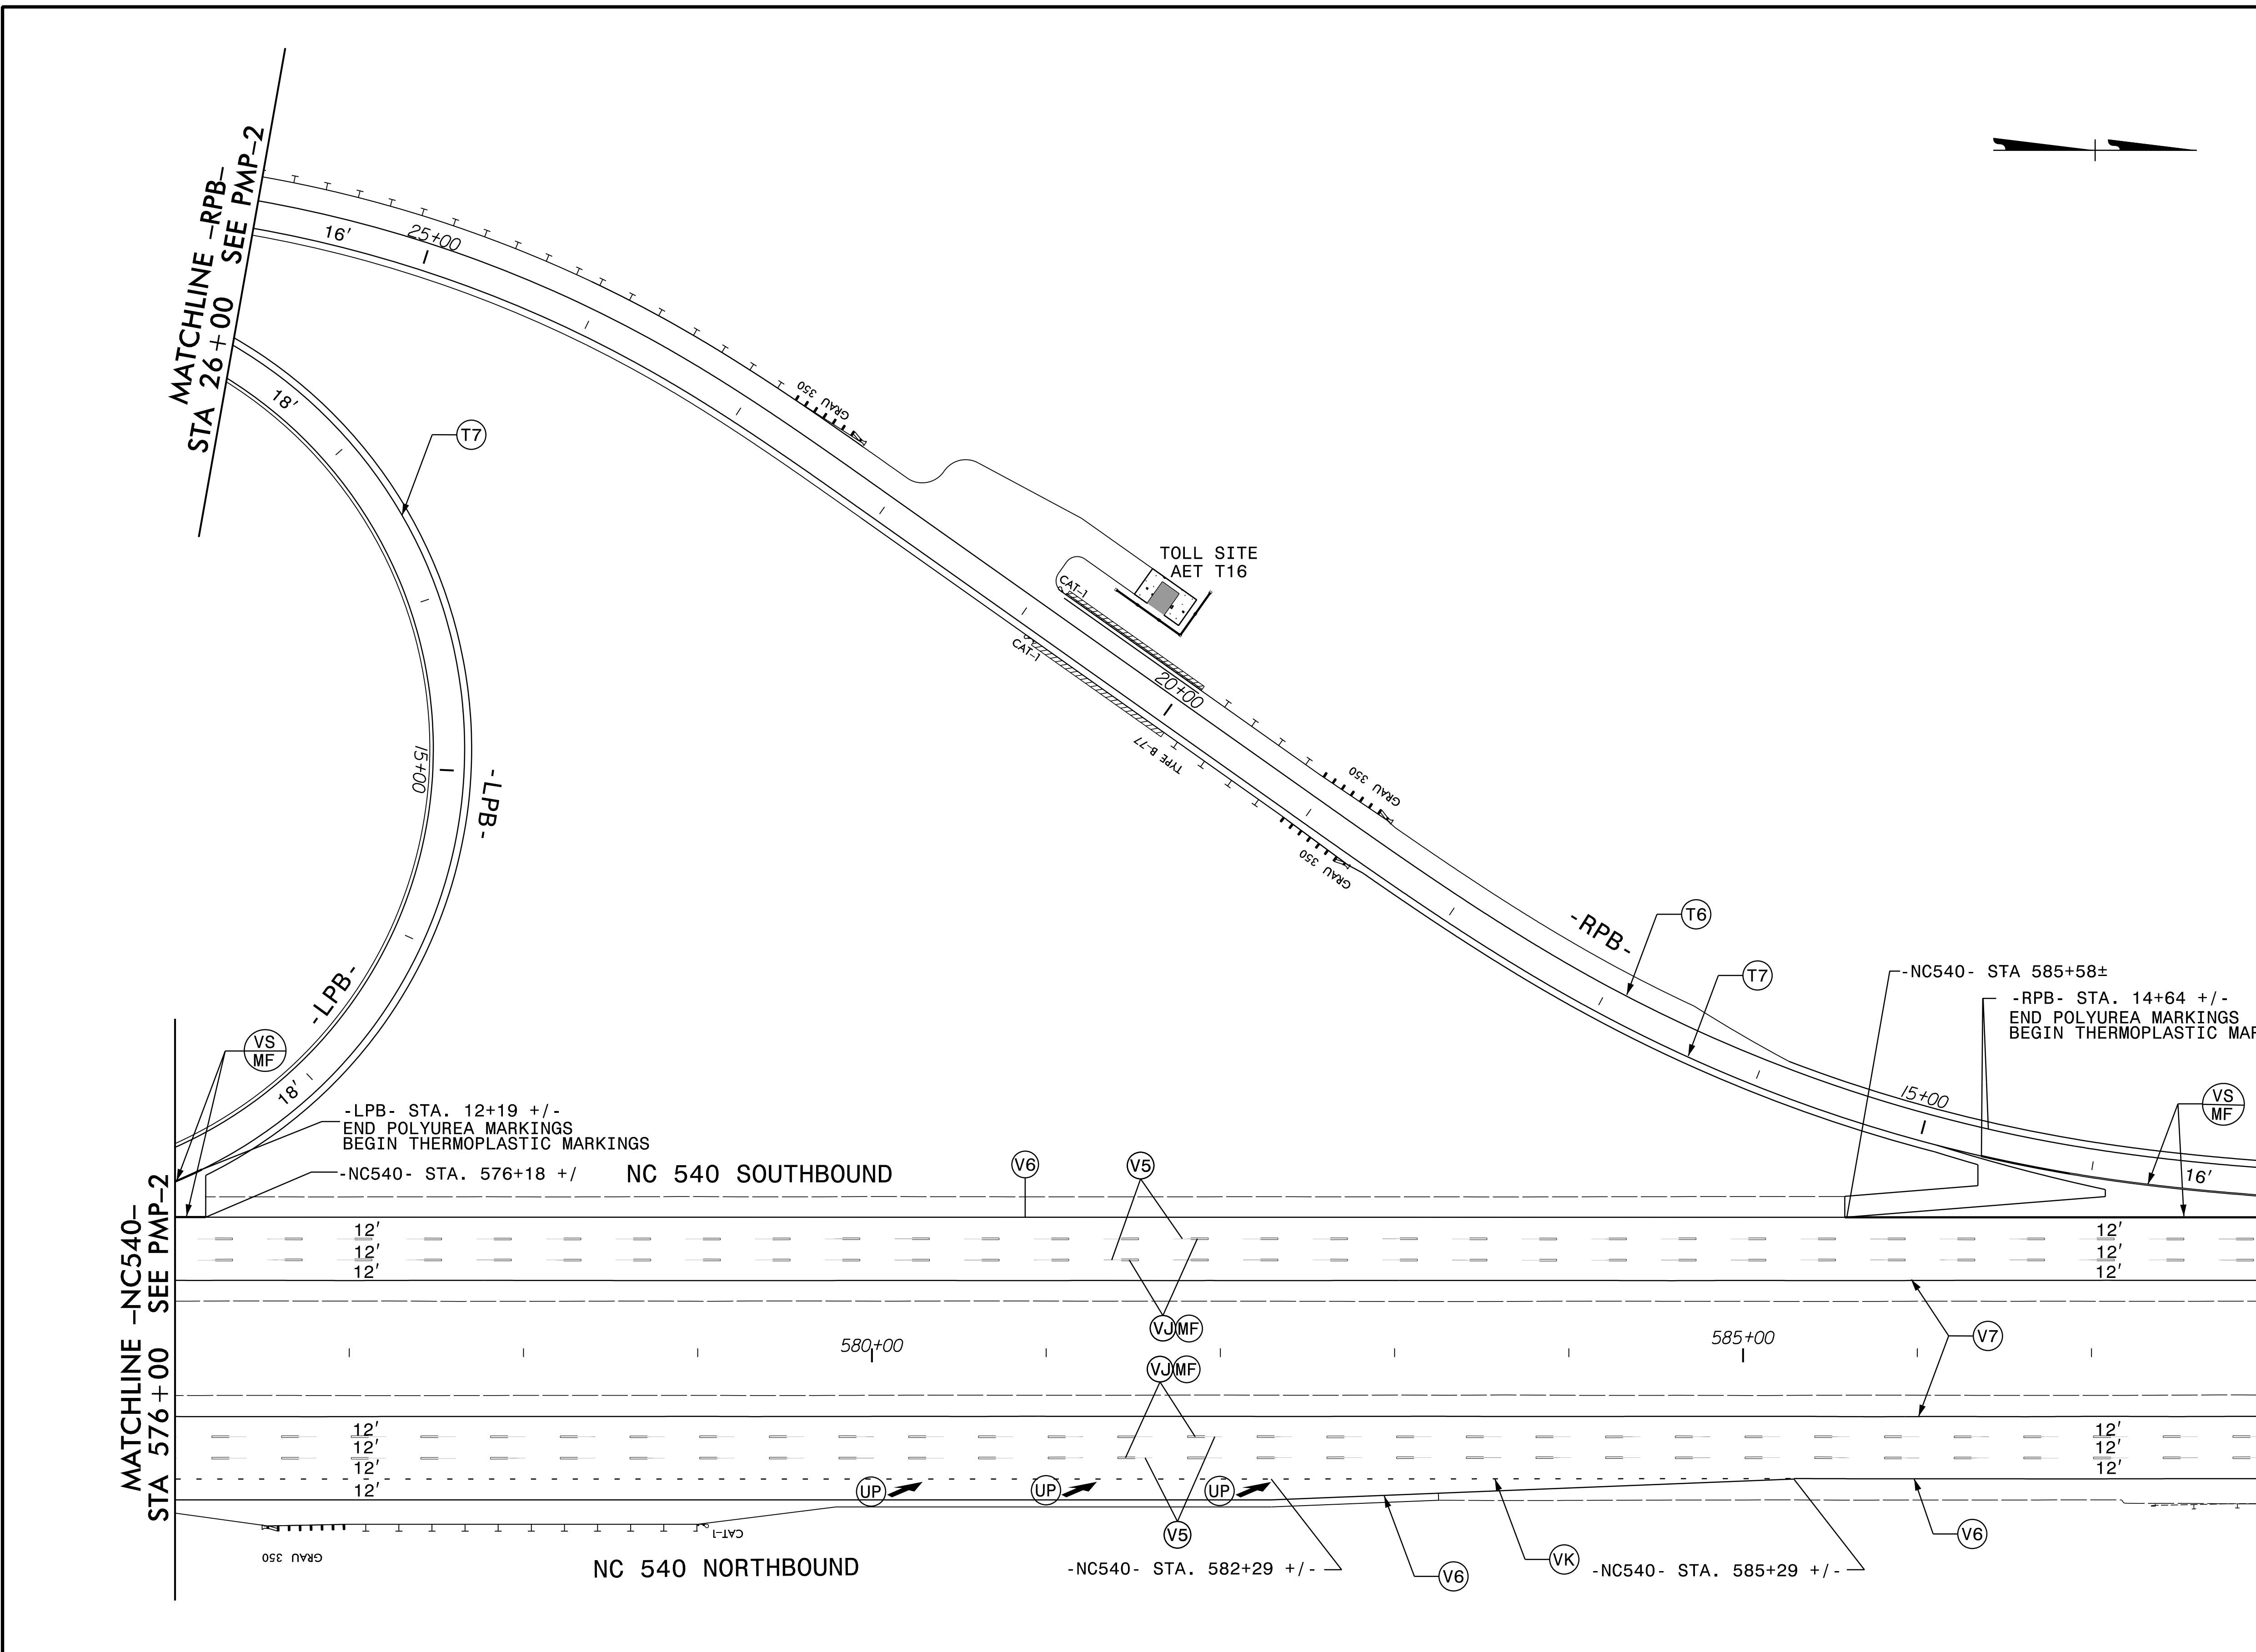 MATCHLINE –RPB–
STA 26+00 SEE PMP–2
16'
25+00
18'
T7
GRAU 350
TOLL SITE
AET T16
CAT-1
CAT-1
20+00
TYPE B-77
GRAU 350
GRAU 350
15+00
-LPB-
-LPB-
-RPB-
T6
T7
-NC540- STA 585+58±
-RPB- STA. 14+64 +/-
END POLYUREA MARKINGS
BEGIN THERMOPLASTIC MAR
15+00
VS
MF
16'
VS
MF
18'
-LPB- STA. 12+19 +/-
END POLYUREA MARKINGS
BEGIN THERMOPLASTIC MARKINGS
-NC540- STA. 576+18 +/
NC 540 SOUTHBOUND
V6
V5
MATCHLINE –NC540–
STA 576+00 SEE PMP–2
12'
12'
12'
12'
12'
12'
VJ MF
580+00
585+00
V7
VJ MF
12'
12'
12'
12'
12'
12'
12'
UP
UP
UP
CAT-1
GRAU 350
V5
V6
NC 540 NORTHBOUND
-NC540- STA. 582+29 +/-
V6
VK
-NC540- STA. 585+29 +/-